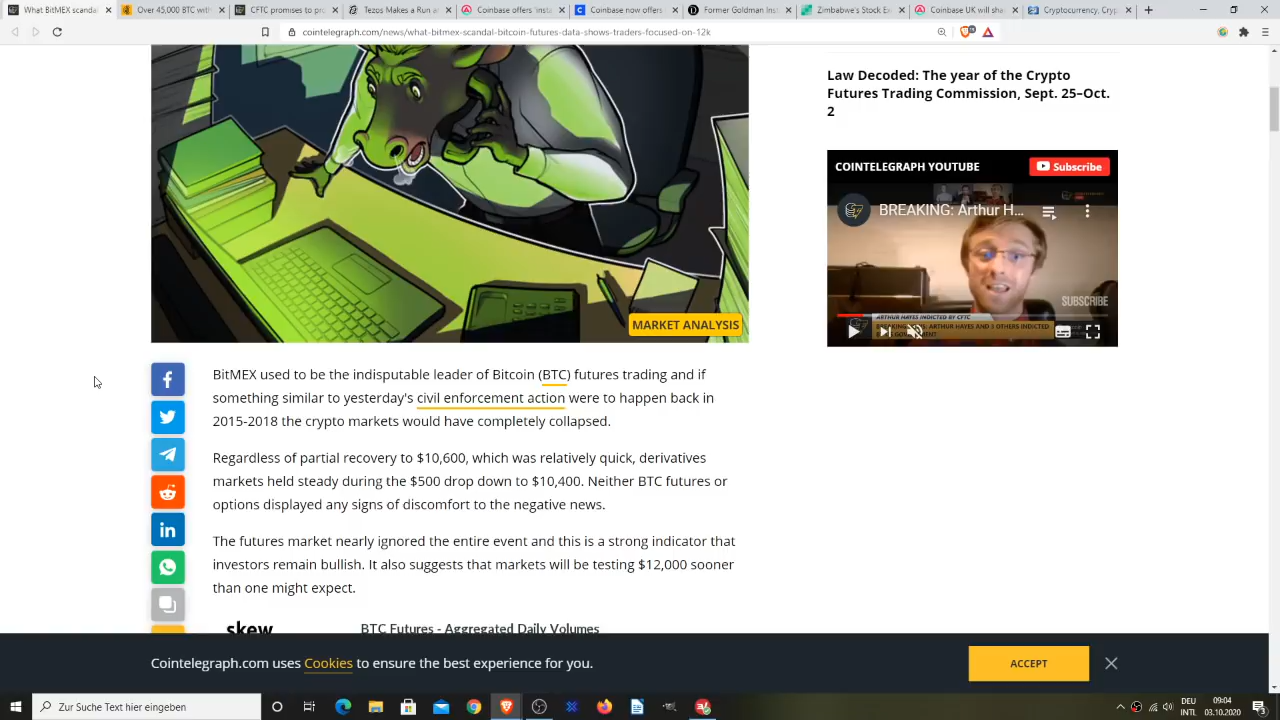 What BitMEX scandal
Over 45,000 BTC with
CFTC promises to pr
Tezos Makes a Name
Coinbase offers insta
Coinbase now offers
Former Goldman Inst
Zimbabwe's Stock Ex
Coinbase UK will sha
Cryptocurrency, Cryp
cointelegraph.com/news/what-bitmex-scandal-bitcoin-futures-data-shows-traders-focused-on-12k
Law Decoded: The year of the Crypto
Futures Trading Commission, Sept. 25–Oct.
2
COINTELEGRAPH YOUTUBE
Subscribe
BREAKING: Arthur H...
SUBSCRIBE
ARTHUR HAYES INDICTED BY CFTC
MARKET ANALYSIS
BitMEX used to be the indisputable leader of Bitcoin (BTC) futures trading and if
something similar to yesterday's civil enforcement action were to happen back in
2015-2018 the crypto markets would have completely collapsed.
Regardless of partial recovery to $10,600, which was relatively quick, derivatives
markets held steady during the $500 drop down to $10,400. Neither BTC futures or
options displayed any signs of discomfort to the negative news.
The futures market nearly ignored the entire event and this is a strong indicator that
investors remain bullish. It also suggests that markets will be testing $12,000 sooner
than one might expect.
skew
BTC Futures - Aggregated Daily Volumes
Cointelegraph.com uses Cookies to ensure the best experience for you.
ACCEPT
Zur Suche Text hier eingeben
DEU
INTL
09:04
03.10.2020